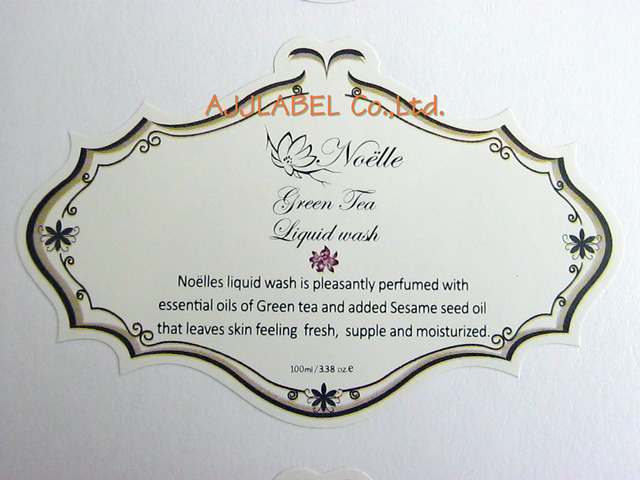 AJJLABEL Co.,Ltd.
Noëlle
Green Tea
Liquid wash
Noëlles liquid wash is pleasantly perfumed with
essential oils of Green tea and added Sesame seed oil
that leaves skin feeling fresh, supple and moisturized.
100ml/3.38 oz.e